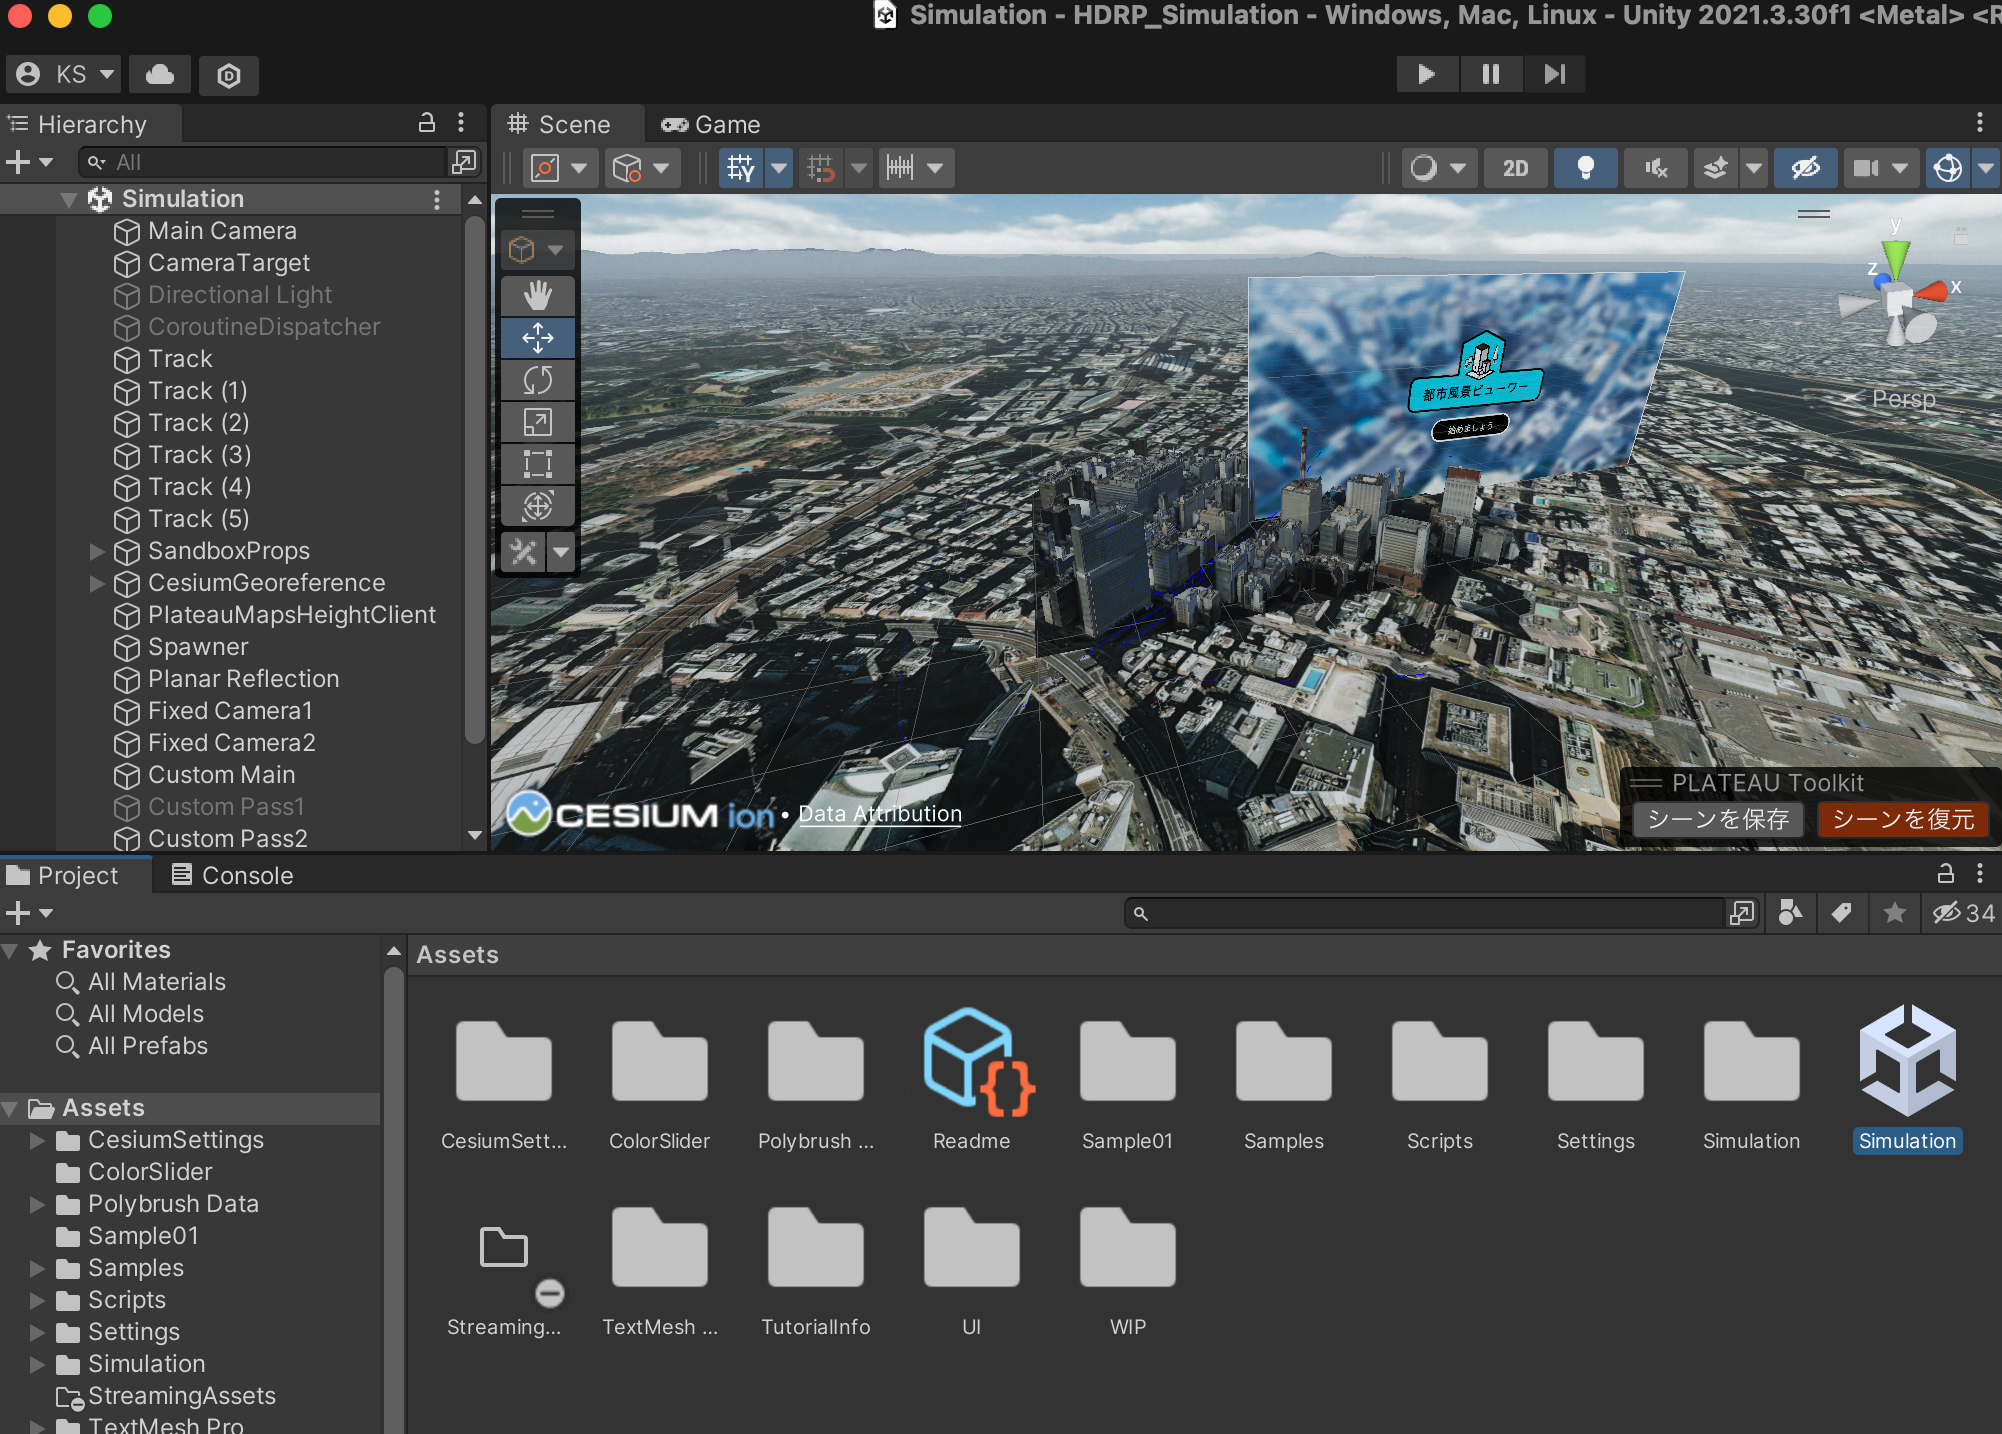 Simulation - HDRP_Simulation - Windows, Mac, Linux - Unity 2021.3.30f1 <Metal> <R
KS
Hierarchy
All
Simulation
Main Camera
CameraTarget
Directional Light
CoroutineDispatcher
Track
Track (1)
Track (2)
Track (3)
Track (4)
Track (5)
SandboxProps
CesiumGeoreference
PlateauMapsHeightClient
Spawner
Planar Reflection
Fixed Camera1
Fixed Camera2
Custom Main
Custom Pass1
Custom Pass2
Scene
Game
2D
y
z
x
Persp
都市風景ビューワー
始めましょう
CESIUM ion • Data Attribution
PLATEAU Toolkit
シーンを保存
シーンを復元
Project
Console
34
Favorites
All Materials
All Models
All Prefabs
Assets
CesiumSettings
ColorSlider
Polybrush Data
Sample01
Samples
Scripts
Settings
Simulation
StreamingAssets
TextMesh Pro
Assets
CesiumSett...
ColorSlider
Polybrush ...
Readme
Sample01
Samples
Scripts
Settings
Simulation
Simulation
Streaming...
TextMesh ...
TutorialInfo
UI
WIP